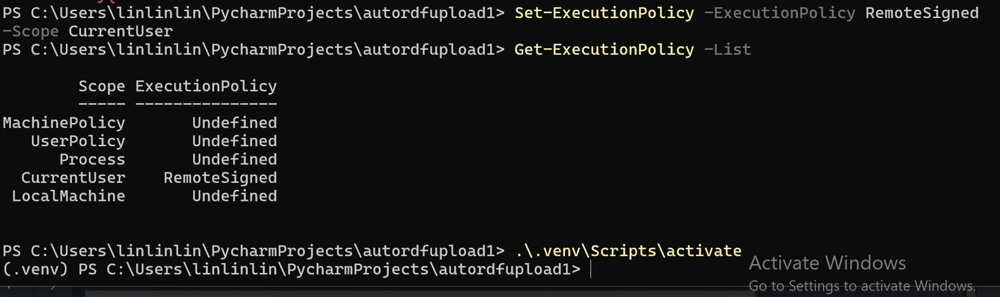 PS C:\Users\linlinlin\PycharmProjects\autordfupload1> Set-ExecutionPolicy -ExecutionPolicy RemoteSigned
-Scope CurrentUser
PS C:\Users\linlinlin\PycharmProjects\autordfupload1> Get-ExecutionPolicy -List
Scope ExecutionPolicy
----- ---------------
MachinePolicy Undefined
UserPolicy Undefined
Process Undefined
CurrentUser RemoteSigned
LocalMachine Undefined
PS C:\Users\linlinlin\PycharmProjects\autordfupload1> .\.venv\Scripts\activate
(.venv) PS C:\Users\linlinlin\PycharmProjects\autordfupload1>
Activate Windows
Go to Settings to activate Windows.